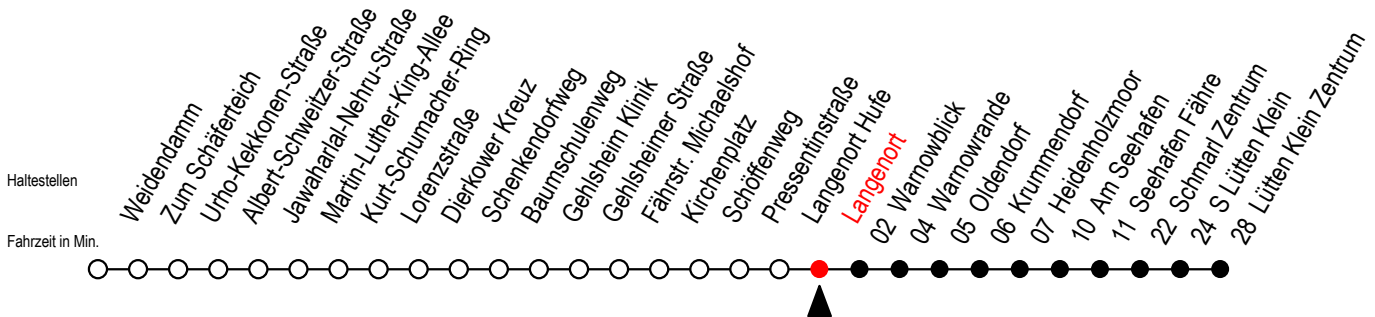 Haltestellen
Weidendamm
Zum Schäferteich
Urho-Kekkonen-Straße
Albert-Schweitzer-Straße
Jawaharlal-Nehru-Straße
Martin-Luther-King-Allee
Kurt-Schumacher-Ring
Lorenzstraße
Dierkower Kreuz
Schenkendorfweg
Baumschulenweg
Gehlsheim Klinik
Gehlsheimer Straße
Fährstr. Michaelshof
Kirchenplatz
Schöffenweg
Pressentinstraße
Langenort Hufe
Langenort
02 Warnowblick
04 Warnowrande
05 Oldendorf
06 Krummendorf
07 Heidenholzmoor
10 Am Seehafen
11 Seehafen Fähre
22 Schmarl Zentrum
24 S Lütten Klein
28 Lütten Klein Zentrum
Fahrzeit in Min.